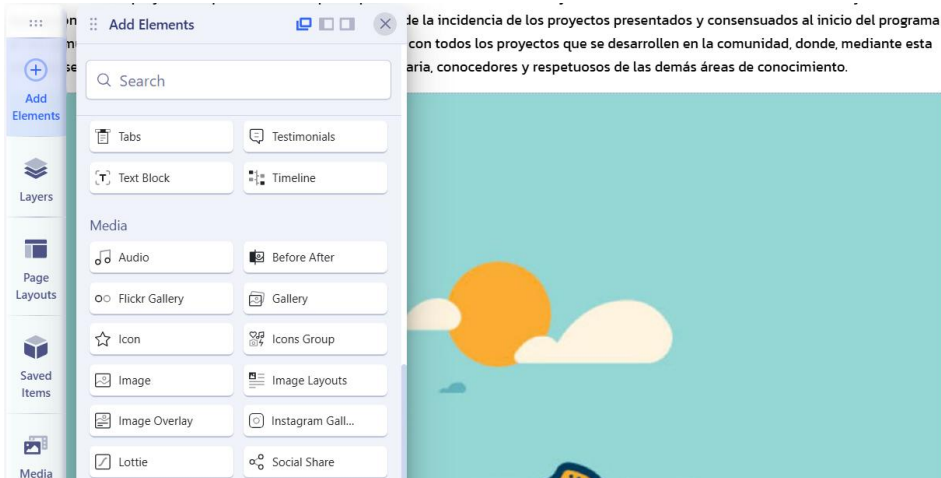 Add Elements
de la incidencia de los proyectos presentados y consensuados al inicio del programa
con todos los proyectos que se desarrollen en la comunidad, donde, mediante esta
aria, conocedores y respetuosos de las demás áreas de conocimiento.
Search
Add
Elements
Layers
Page
Layouts
Saved
Items
Media
Tabs
Testimonials
Text Block
Timeline
Media
Audio
Before After
Flickr Gallery
Gallery
Icon
Icons Group
Image
Image Layouts
Image Overlay
Instagram Gall...
Lottie
Social Share